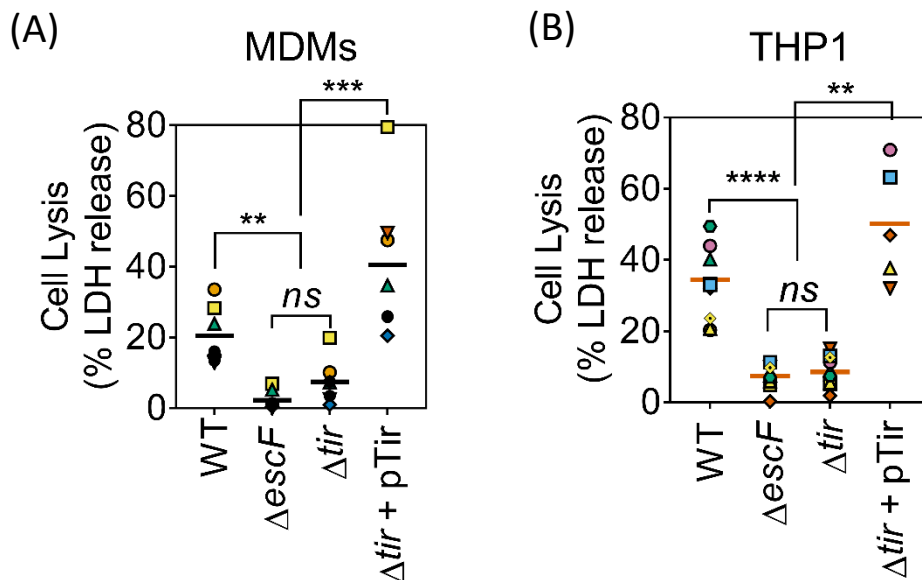 (A)
MDMs
Cell Lysis
(% LDH release)
80
60
40
20
0
**
***
ns
WT
ΔescF
Δtir
Δtir + pTir
(B)
THP1
Cell Lysis
(% LDH release)
80
60
40
20
0
****
**
ns
WT
ΔescF
Δtir
Δtir + pTir